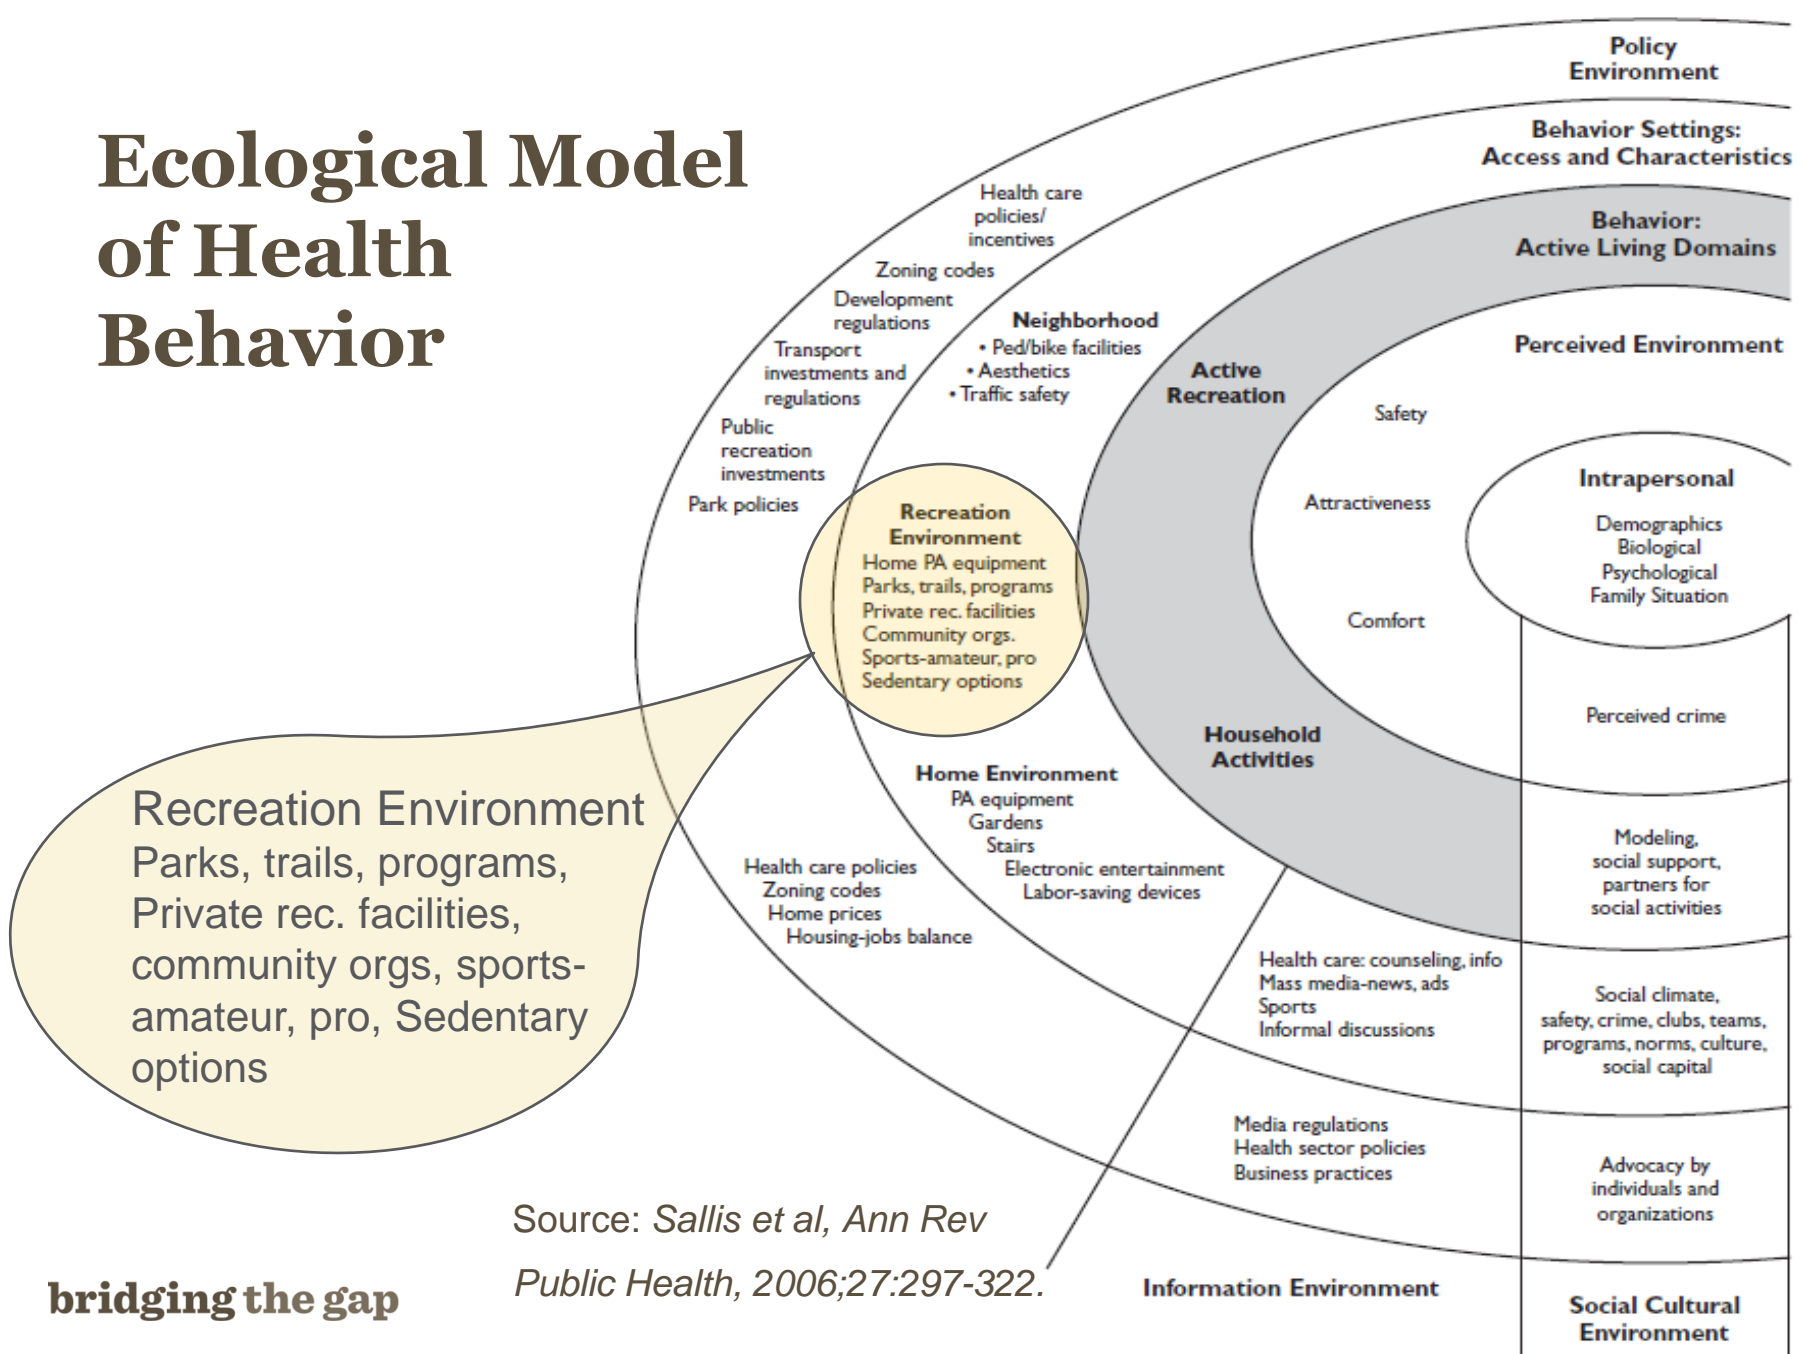 Ecological Model
of Health
Behavior
Policy
Environment
Behavior Settings:
Access and Characteristics
Behavior:
Active Living Domains
Perceived Environment
Intrapersonal
Demographics
Biological
Psychological
Family Situation
Safety
Attractiveness
Comfort
Perceived crime
Active
Recreation
Household
Activities
Health care
policies/
incentives
Zoning codes
Development
regulations
Transport
investments and
regulations
Public
recreation
investments
Park policies
Neighborhood
• Ped/bike facilities
• Aesthetics
• Traffic safety
Recreation
Environment
Home PA equipment
Parks, trails, programs
Private rec. facilities
Community orgs.
Sports-amateur, pro
Sedentary options
Recreation Environment
Parks, trails, programs,
Private rec. facilities,
community orgs, sports-
amateur, pro, Sedentary
options
Home Environment
PA equipment
Gardens
Stairs
Electronic entertainment
Labor-saving devices
Health care policies
Zoning codes
Home prices
Housing-jobs balance
Modeling,
social support,
partners for
social activities
Health care: counseling, info
Mass media-news, ads
Sports
Informal discussions
Social climate,
safety, crime, clubs, teams,
programs, norms, culture,
social capital
Media regulations
Health sector policies
Business practices
Advocacy by
individuals and
organizations
Information Environment
Social Cultural
Environment
Source: Sallis et al, Ann Rev
Public Health, 2006;27:297-322.
bridging the gap